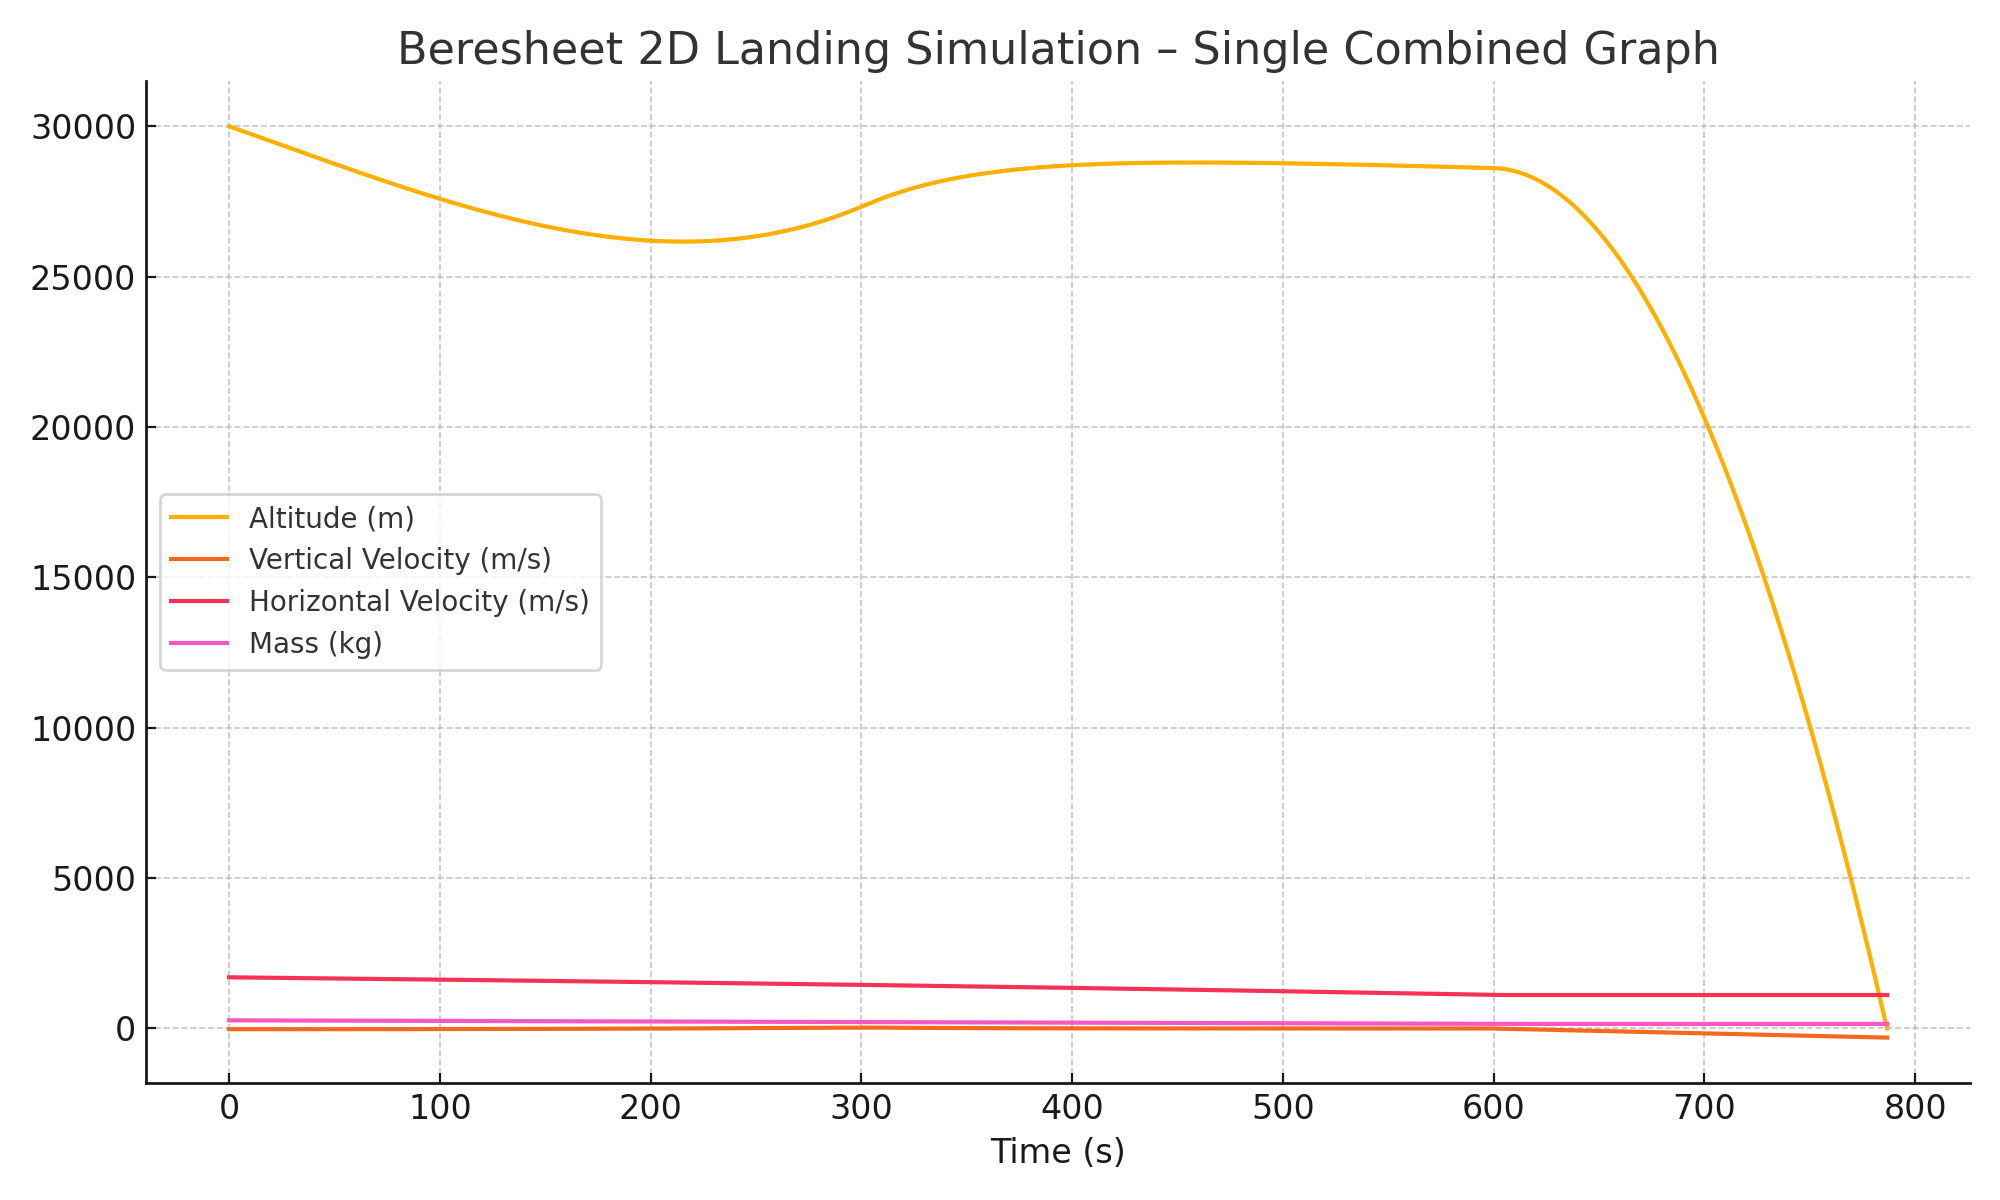 Beresheet 2D Landing Simulation – Single Combined Graph
30000
25000
20000
15000
10000
5000
0
Altitude (m)
Vertical Velocity (m/s)
Horizontal Velocity (m/s)
Mass (kg)
0 100 200 300 400 500 600 700 800
Time (s)